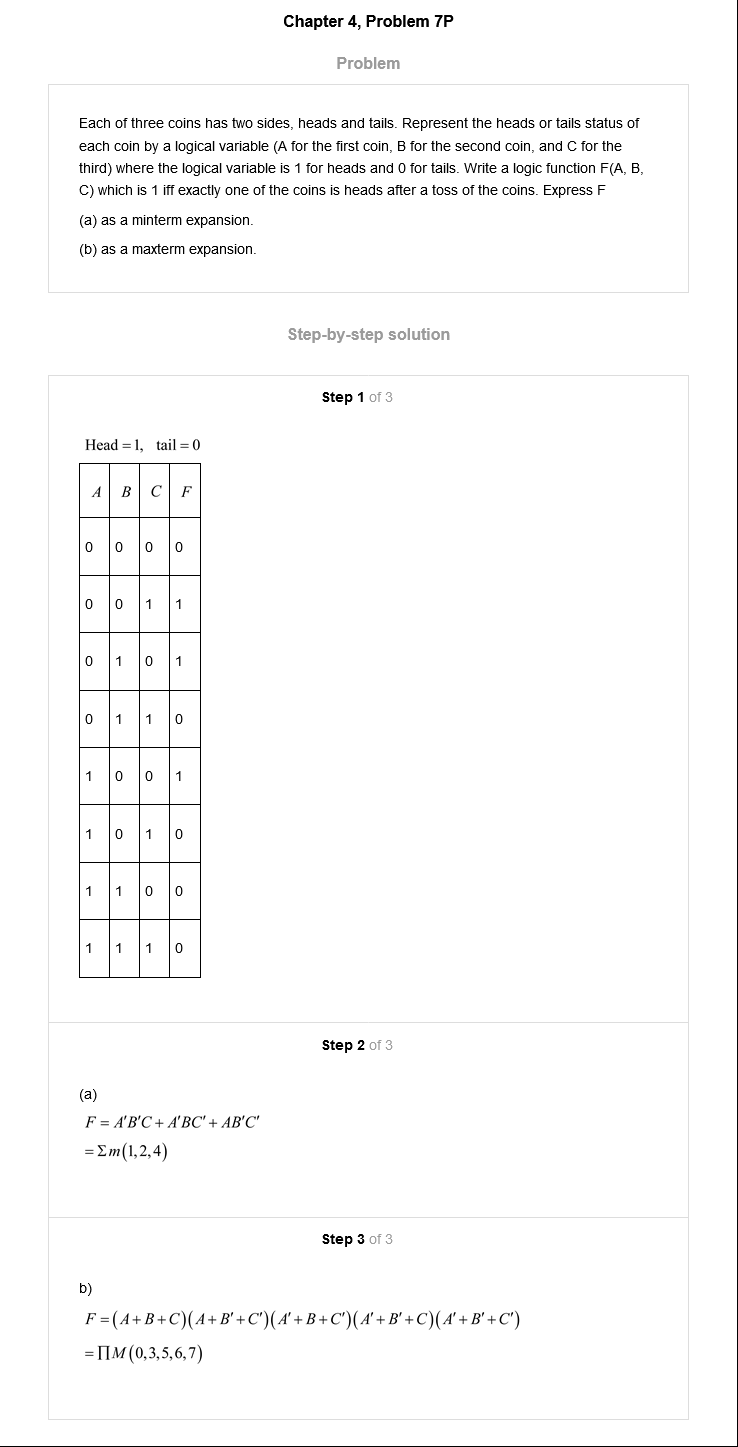 Chapter 4, Problem 7P
Problem
Each of three coins has two sides, heads and tails. Represent the heads or tails status of
each coin by a logical variable (A for the first coin, B for the second coin, and C for the
third) where the logical variable is 1 for heads and 0 for tails. Write a logic function F(A, B,
C) which is 1 iff exactly one of the coins is heads after a toss of the coins. Express F
(a) as a minterm expansion.
(b) as a maxterm expansion.
Step-by-step solution
Step 1 of 3
Head = 1, tail = 0
A B C F
0 0 0 0
0 0 1 1
0 1 0 1
0 1 1 0
1 0 0 1
1 0 1 0
1 1 0 0
1 1 1 0
Step 2 of 3
(a)
F = A′B′C + A′BC′ + AB′C′
= Σm(1,2,4)
Step 3 of 3
b)
F = (A+B+C)(A+B′+C′)(A′+B+C′)(A′+B′+C)(A′+B′+C′)
= ∏M(0,3,5,6,7)